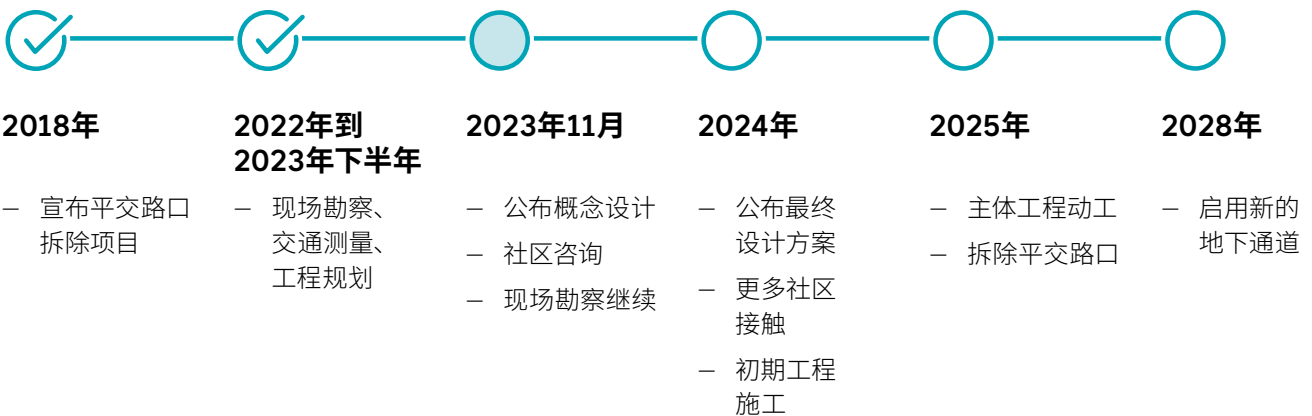 2018年
— 宣布平交路口
拆除项目
2022年到
2023年下半年
— 现场勘察、
交通测量、
工程规划
2023年11月
— 公布概念设计
— 社区咨询
— 现场勘察继续
2024年
— 公布最终
设计方案
— 更多社区
接触
— 初期工程
施工
2025年
— 主体工程动工
— 拆除平交路口
2028年
— 启用新的
地下通道